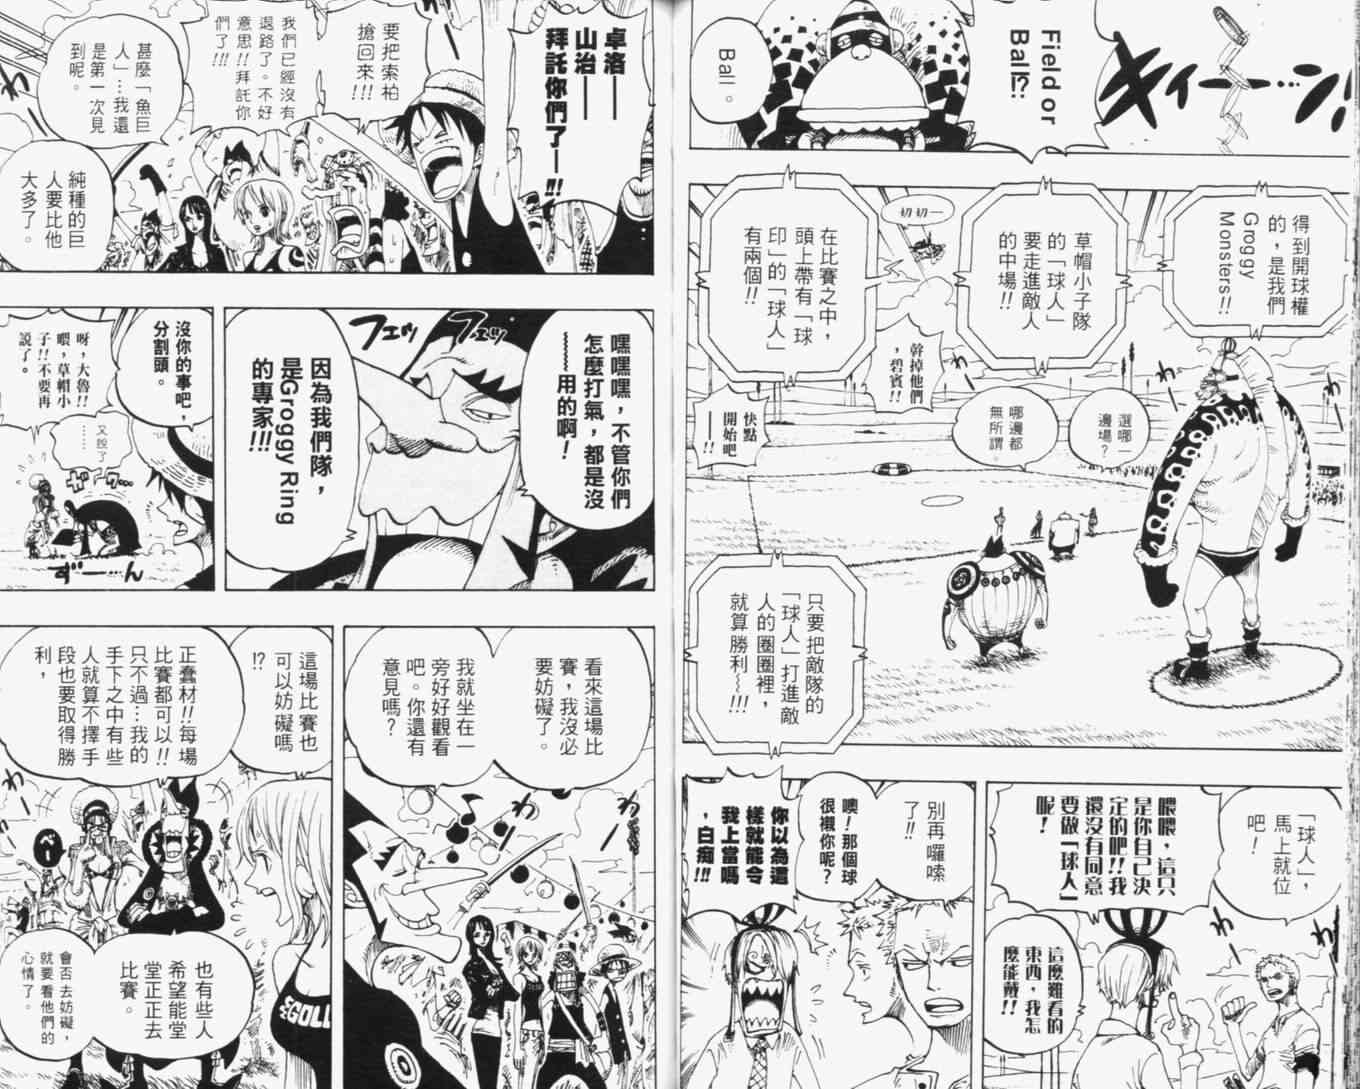 キィーーー…ン!!
Field or
Ball!?
Ball。
得到開球權
的，是我們
Groggy
Monsters!!
草帽小子隊
的「球人」
要走進敵人
的中場!!
在比賽之中，
頭上帶有「球
印」的「球人」
有兩個!!
切切—
幹掉他們
，碧賓!!
快點
開始吧
—!!
選哪一
邊場？
哪邊都
無所謂。
只要把敵隊的
「球人」打進敵
人的圈圈裡，
就算勝利~!!!
「球人」，
馬上就位
吧！
喂喂，這只
是你自己決
定的吧!!我
還沒有同意
要做「球人」
呢！
這麼難看的
東西，我怎
麼能戴!!
別再囉嗦
了!!
噢！那個球
很襯你呢？
你以為這
樣就能令
我上當嗎
，白痴!!!
卓洛——
山治——
拜託你們了—!!!
要把索柏
搶回來!!!
我們已經沒有
退路了。不好
意思!!拜託你
們了!!!
甚麼「魚巨
人」…我還
是第一次見
到呢。
純種的巨
人要比他
大多了。
嘿嘿嘿，不管你們
怎麼打氣，都是沒
~~~~用的啊！
フェッ
フェッ
因為我們隊，
是Groggy Ring
的專家!!!
沒你的事吧，
分割頭。
呀，大魯!!!
喂，草帽小
子!!不要再
說了。
又說了
……
ガク…
ずーー…ん
看來這場比
賽，我沒必
要妨礙了。
我就坐在一
旁好好觀看
吧。你還有
意見嗎？
這場比賽也
可以妨礙嗎
!?
正蠢材!!每場
比賽都可以!!
只不過…我的
手下之中有些
人就算不擇手
段也要取得勝
利，
べー
也有些人
希望能堂
堂正正去
比賽。
會否去妨礙，
就要看他們的
心情了。
GOLL